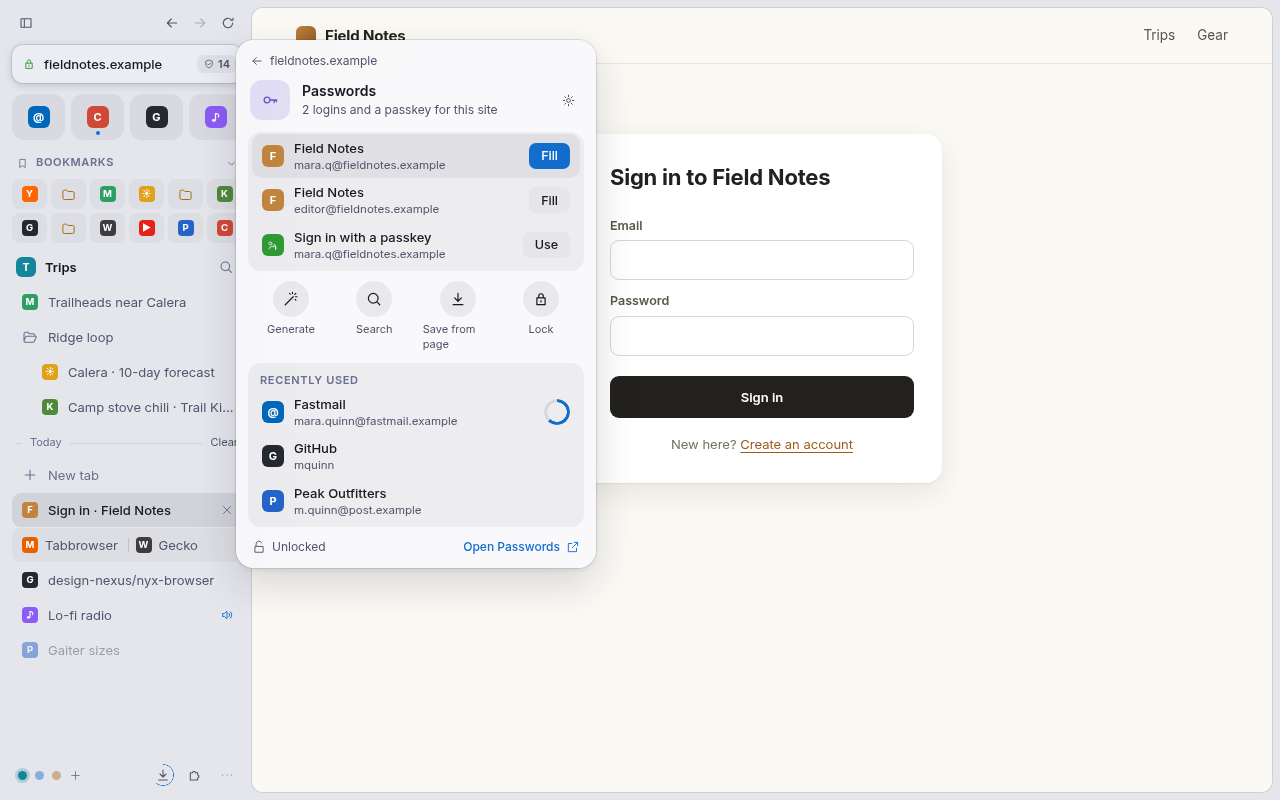 fieldnotes.example
14
@
C
G
BOOKMARKS
Y
M
K
G
W
P
C
T Trips
M Trailheads near Calera
Ridge loop
Calera · 10-day forecast
K Camp stove chili · Trail Ki…
Today
Clear
New tab
F Sign in · Field Notes
M Tabbrowser
W Gecko
G design-nexus/nyx-browser
Lo-fi radio
P Gaiter sizes
fieldnotes.example
Passwords
2 logins and a passkey for this site
F Field Notes
mara.q@fieldnotes.example
Fill
F Field Notes
editor@fieldnotes.example
Fill
Sign in with a passkey
mara.q@fieldnotes.example
Use
Generate
Search
Save from
page
Lock
RECENTLY USED
@ Fastmail
mara.quinn@fastmail.example
G GitHub
mquinn
P Peak Outfitters
m.quinn@post.example
Unlocked
Open Passwords
Field Notes
Trips
Gear
Sign in to Field Notes
Email
Password
Sign in
New here? Create an account